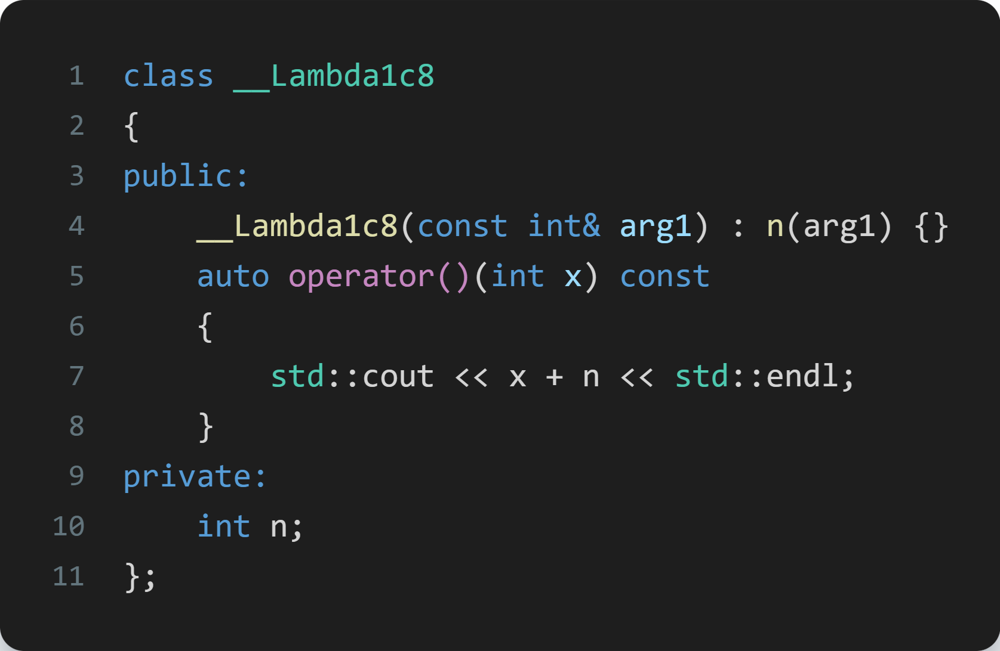 1 class __Lambda1c8
2 {
3 public:
4     __Lambda1c8(const int& arg1) : n(arg1) {}
5     auto operator()(int x) const
6     {
7         std::cout << x + n << std::endl;
8     }
9 private:
10     int n;
11 };